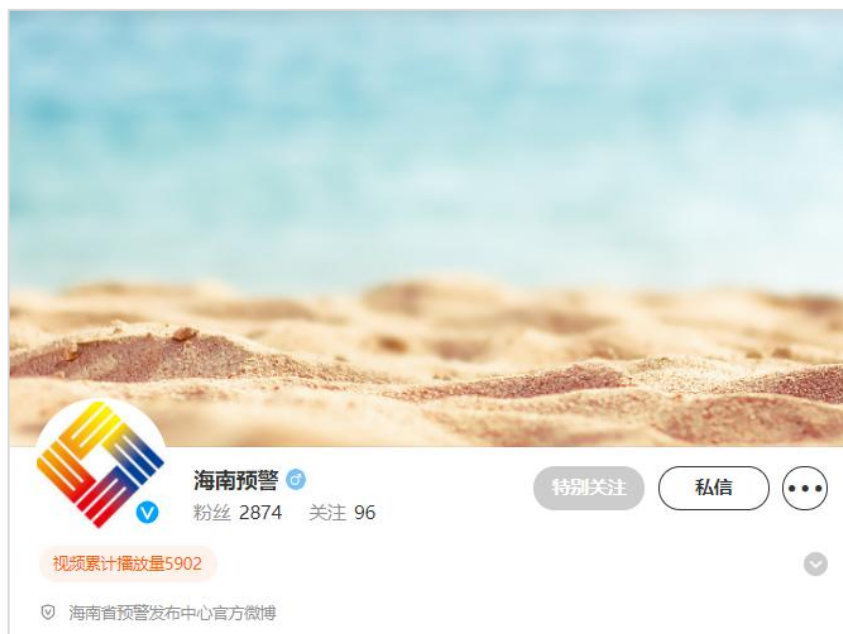 海南预警
特别关注
私信
粉丝 2874 关注 96
视频累计播放量5902
海南省预警发布中心官方微博